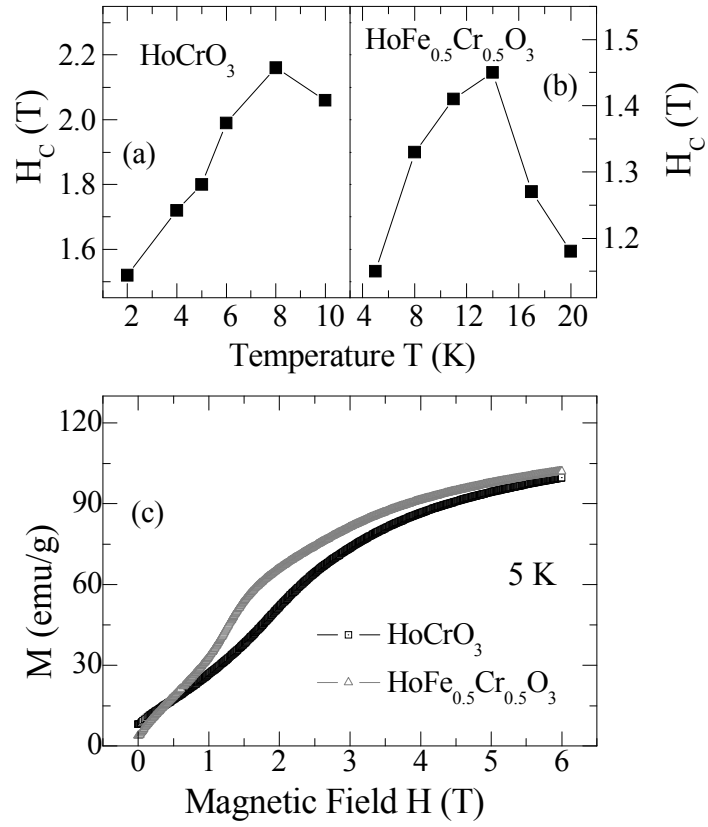 HoCrO3
HoFe0.5Cr0.5O3
(a)
(b)
HC (T)
2.2
2.0
1.8
1.6
HC (T)
1.5
1.4
1.3
1.2
2 4 6 8 10 4 8 12 16 20
Temperature T (K)
120
90
60
30
0
M (emu/g)
(c)
5 K
HoCrO3
HoFe0.5Cr0.5O3
0 1 2 3 4 5 6
Magnetic Field H (T)